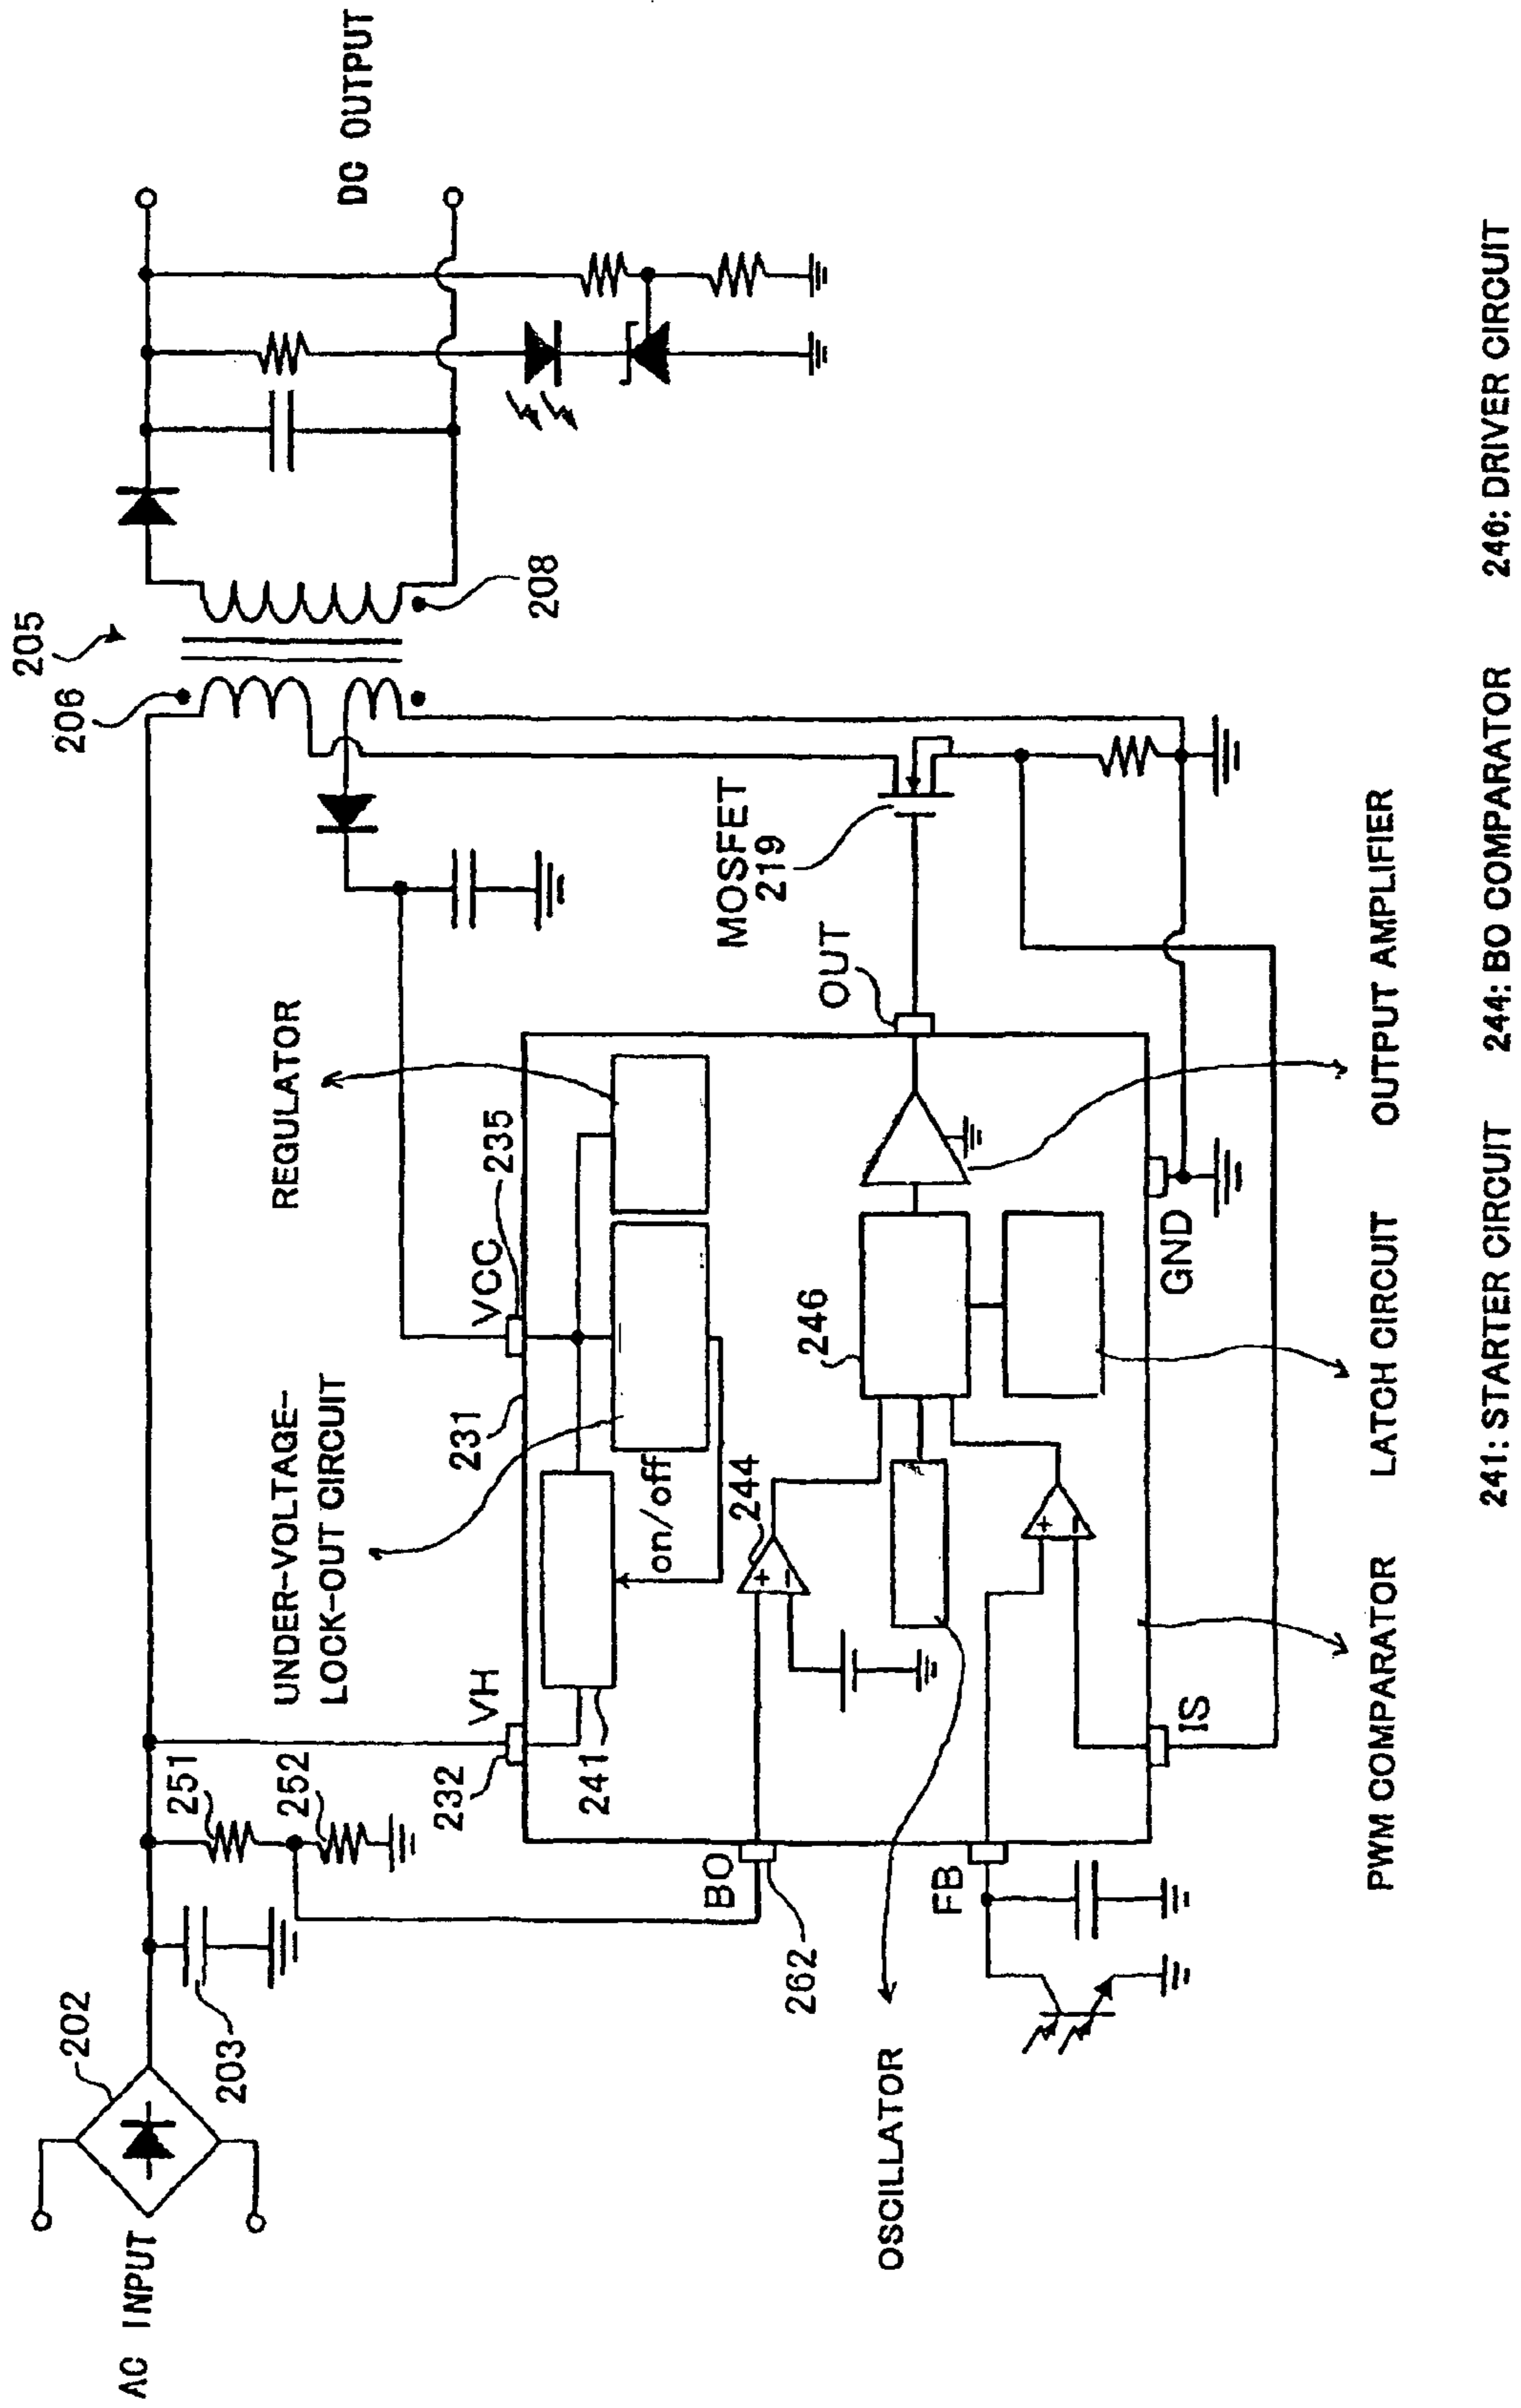 AC INPUT
202
203
251
252
205
206
208
DC OUTPUT
UNDER-VOLTAGE-
LOCK-OUT CIRCUIT
REGULATOR
232
VH
231
VCC
235
241
on/off
244
246
OUT
MOSFET
219
BO
262
FB
IS
GND
OSCILLATOR
PWM COMPARATOR
LATCH CIRCUIT
OUTPUT AMPLIFIER
241: STARTER CIRCUIT
244: BO COMPARATOR
246: DRIVER CIRCUIT